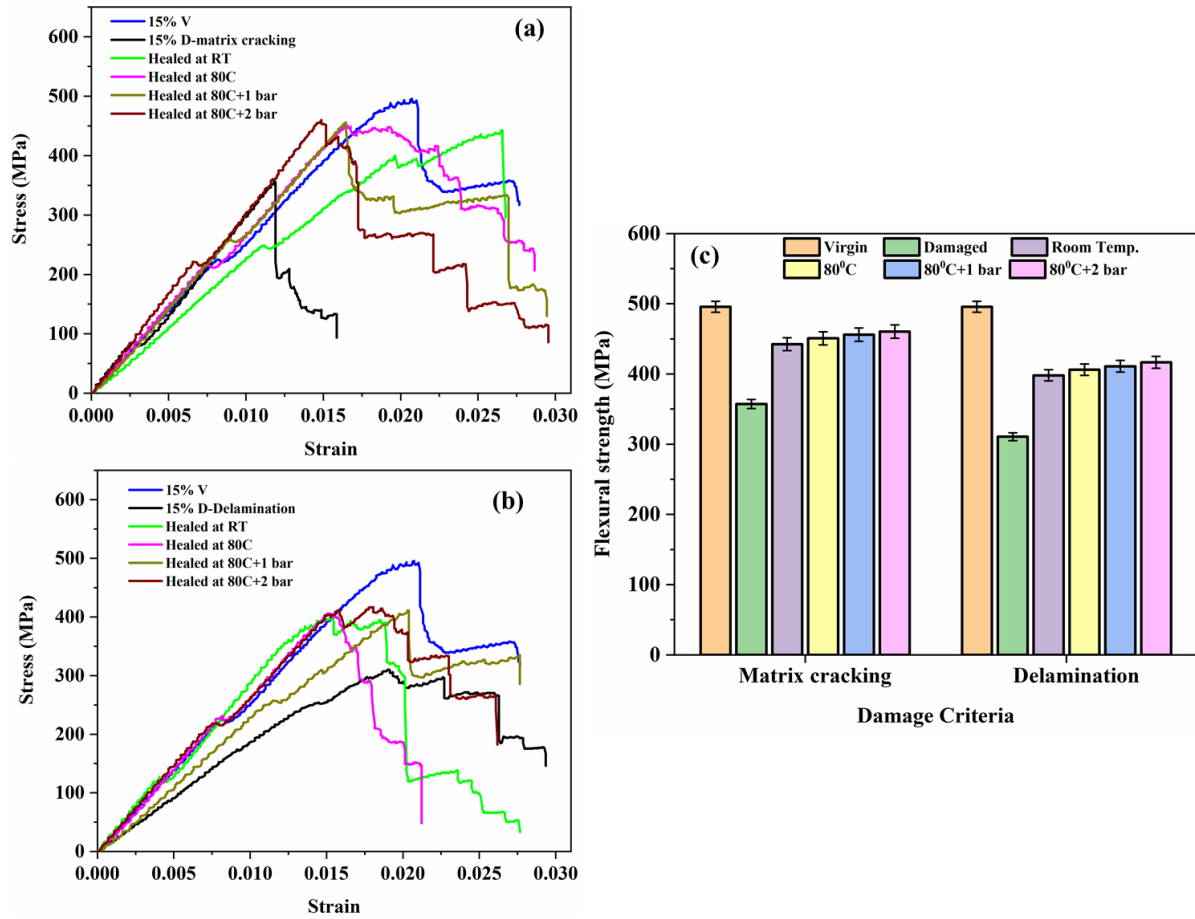 (a)
15% V
15% D-matrix cracking
Healed at RT
Healed at 80C
Healed at 80C+1 bar
Healed at 80C+2 bar
600
500
400
300
200
100
0
Stress (MPa)
0.000 0.005 0.010 0.015 0.020 0.025 0.030
Strain
(b)
15% V
15% D-Delamination
Healed at RT
Healed at 80C
Healed at 80C+1 bar
Healed at 80C+2 bar
600
500
400
300
200
100
0
Stress (MPa)
0.000 0.005 0.010 0.015 0.020 0.025 0.030
Strain
(c)
Virgin Damaged Room Temp.
80⁰C 80⁰C+1 bar 80⁰C+2 bar
600
500
400
300
200
100
0
Flexural strength (MPa)
Matrix cracking Delamination
Damage Criteria